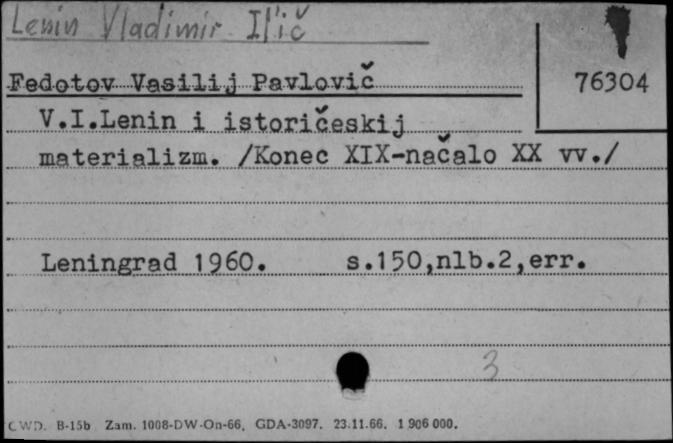 Lenin Vladimir Il'ič
Fedotov Vasilij Pavlovič
76304
V.I.Lenin i istoričeskij
materializm. /Konec XIX-načalo XX vv./
Leningrad 1960. s.150,nlb.2,err.
3
CWD. B-15b Zam. 1008-DW-On-66, GDA-3097. 23.11.66. 1 906 000.